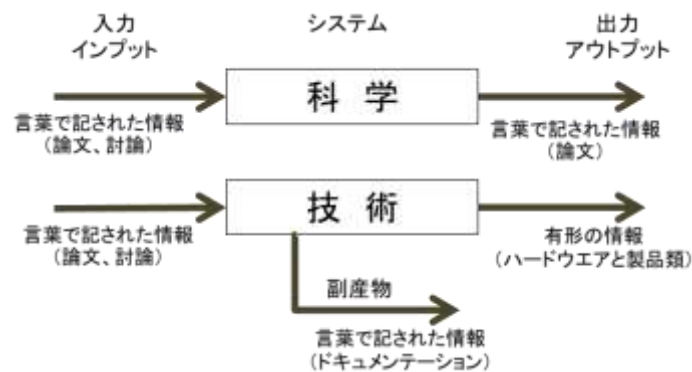 入力
インプット
システム
出力
アウトプット
科 学
言葉で記された情報
(論文、討論)
言葉で記された情報
(論文)
技 術
言葉で記された情報
(論文、討論)
有形の情報
(ハードウエアと製品類)
副産物
言葉で記された情報
(ドキュメンテーション)